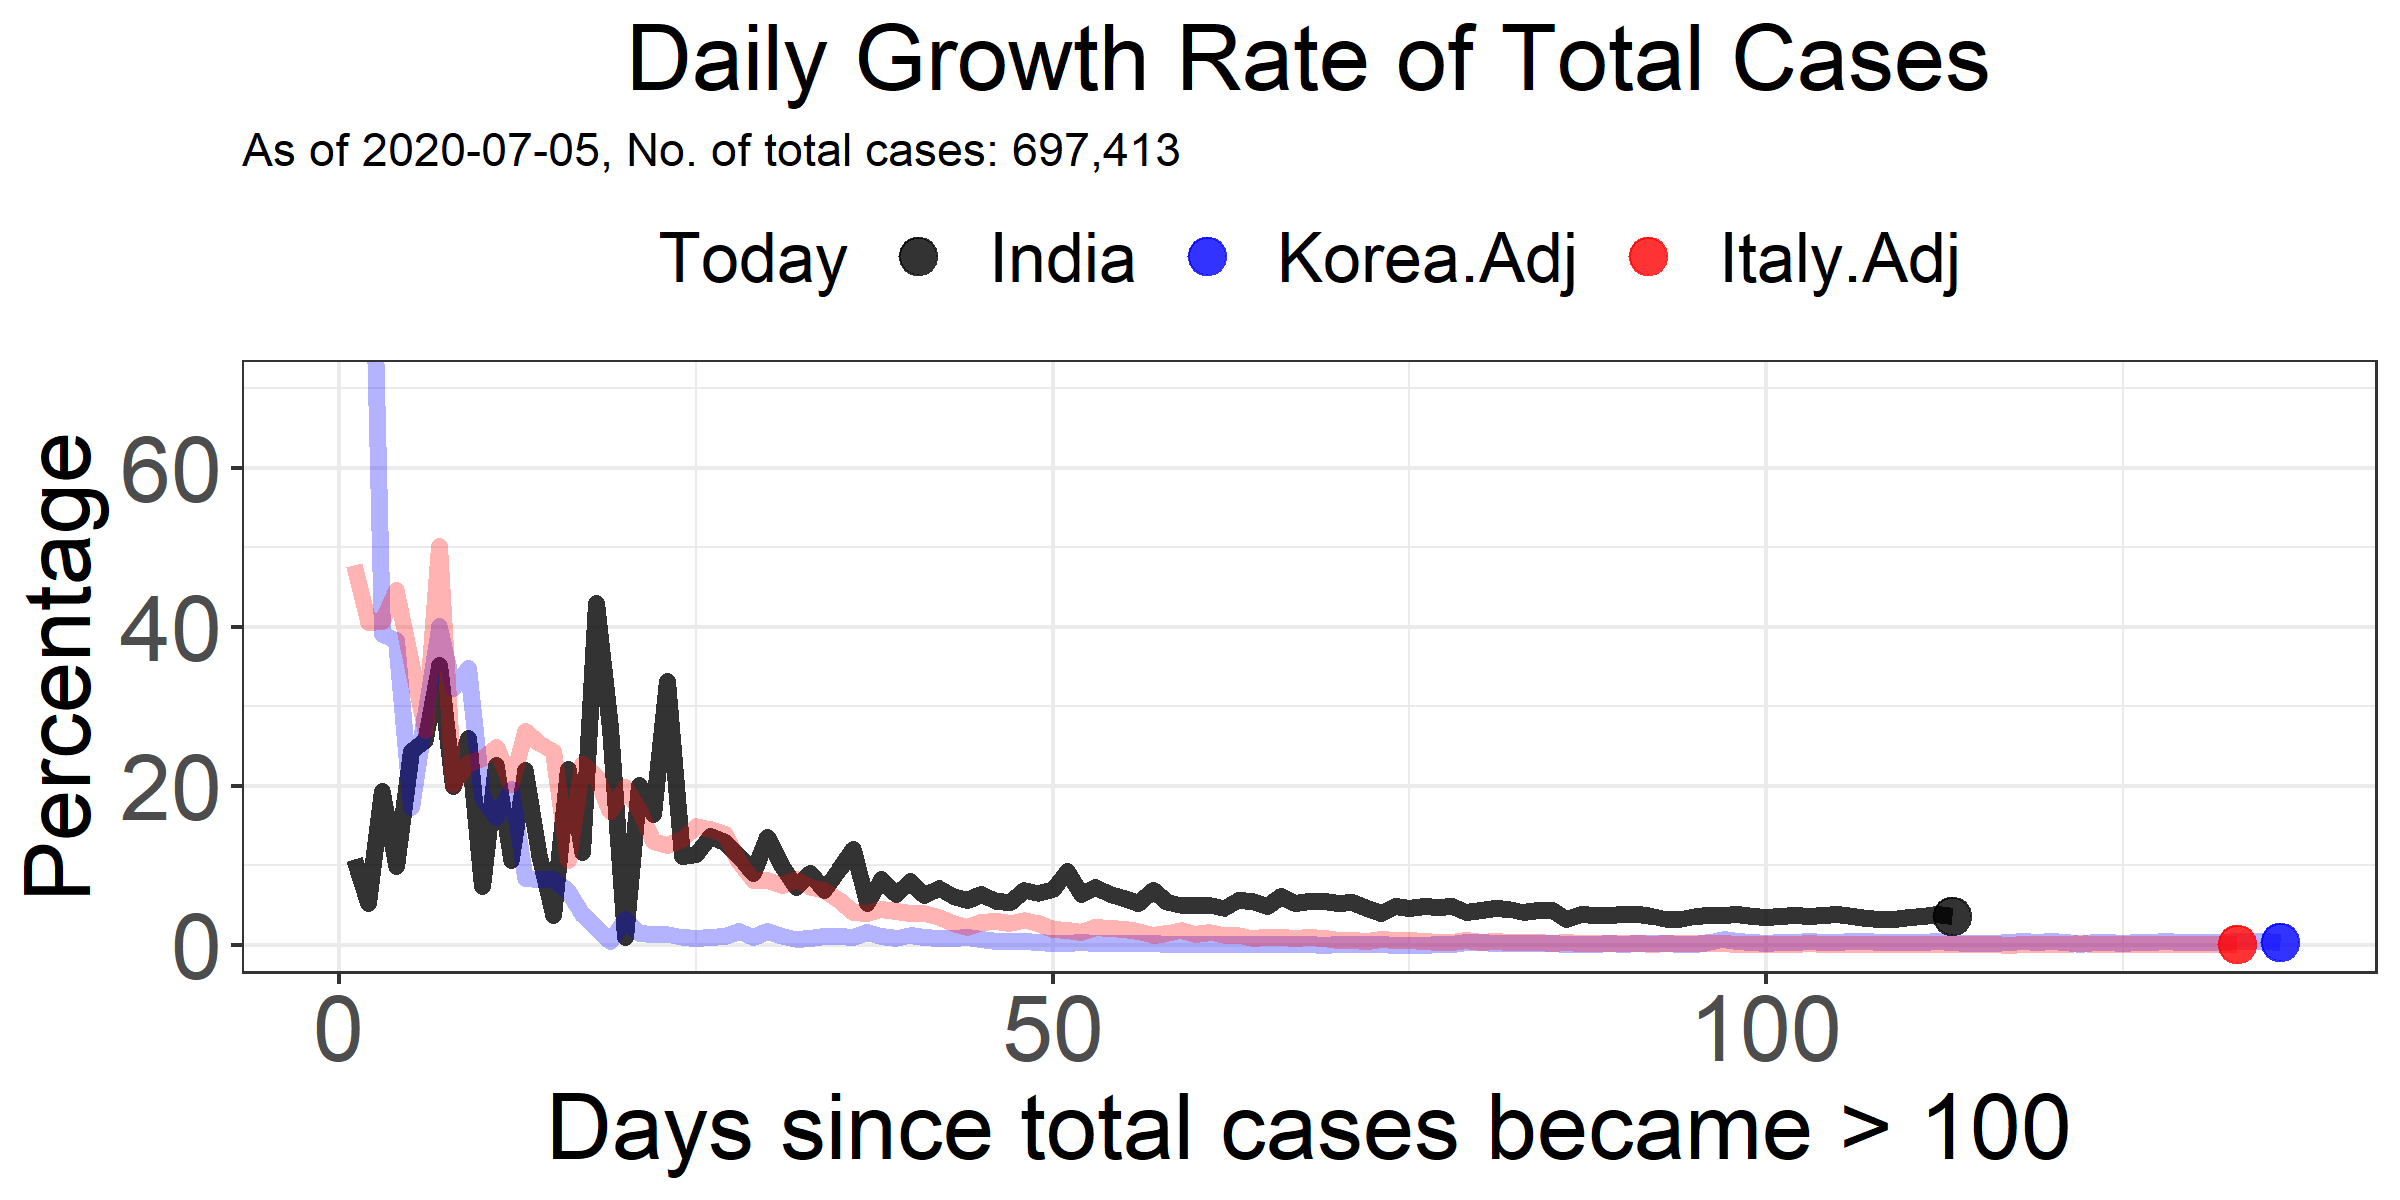 Daily Growth Rate of Total Cases
As of 2020-07-05, No. of total cases: 697,413
Today India Korea.Adj Italy.Adj
Percentage
60
40
20
0
0 50 100
Days since total cases became > 100